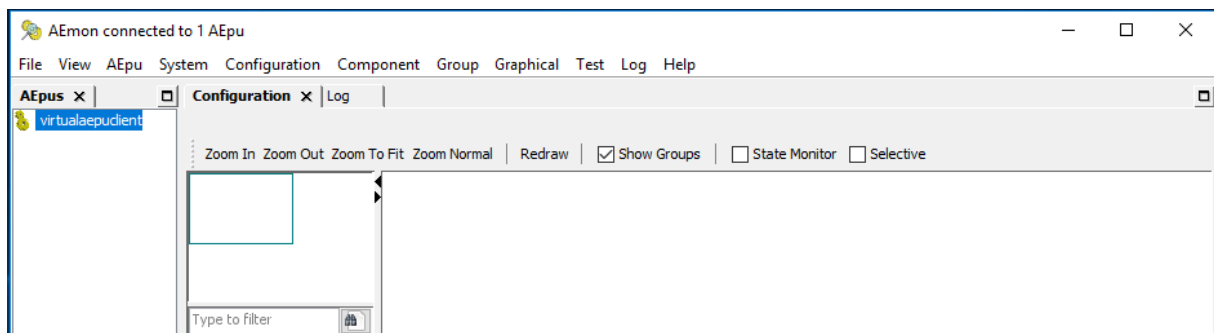 AEmon connected to 1 AEpu
File View AEpu System Configuration Component Group Graphical Test Log Help
AEpus Configuration Log
virtualaepuclient
Zoom In Zoom Out Zoom To Fit Zoom Normal Redraw Show Groups State Monitor Selective
Type to filter